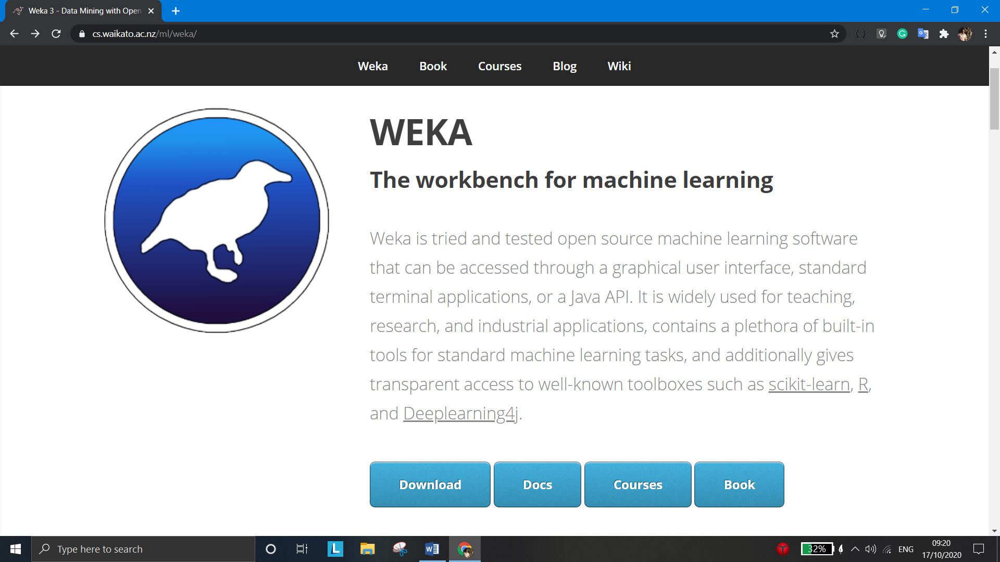 Weka 3 - Data Mining with Open
cs.waikato.ac.nz/ml/weka/
Weka Book Courses Blog Wiki
WEKA
The workbench for machine learning
Weka is tried and tested open source machine learning software
that can be accessed through a graphical user interface, standard
terminal applications, or a Java API. It is widely used for teaching,
research, and industrial applications, contains a plethora of built-in
tools for standard machine learning tasks, and additionally gives
transparent access to well-known toolboxes such as scikit-learn, R,
and Deeplearning4j.
Download Docs Courses Book
Type here to search
32%
ENG
09:20
17/10/2020